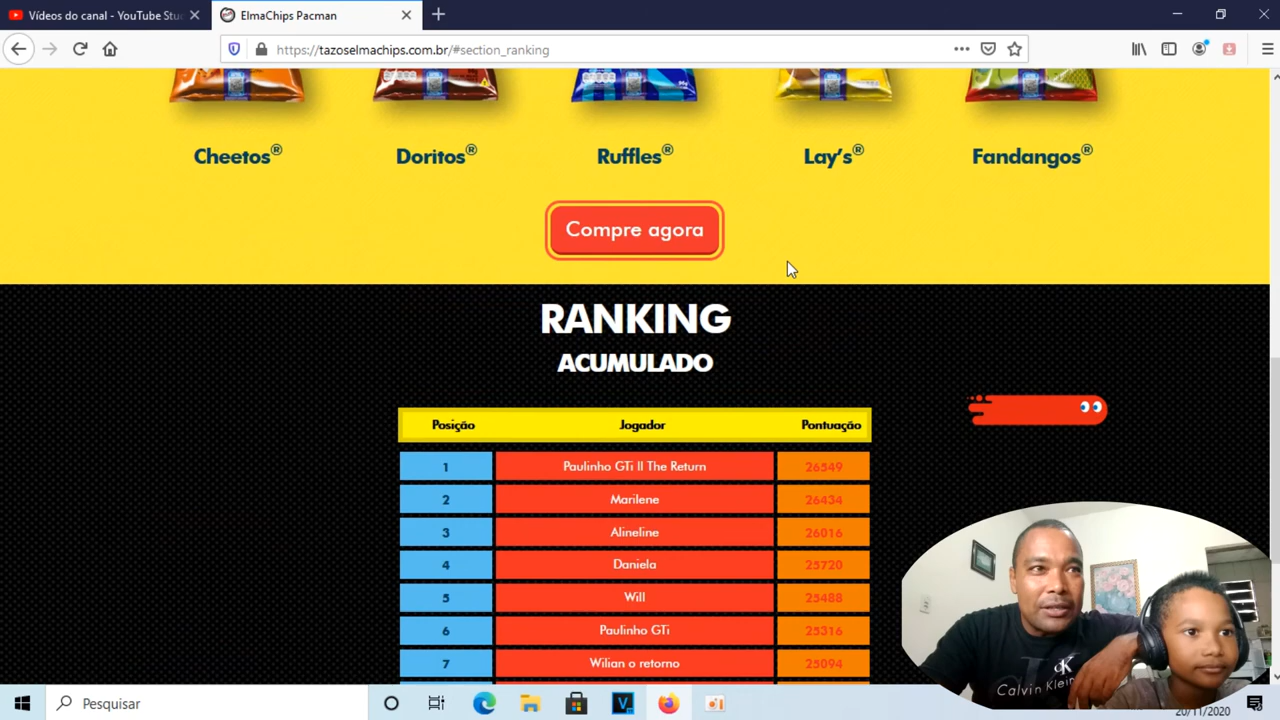 Vídeos do canal - YouTube Stu
ElmaChips Pacman
https://tazoselmachips.com.br/#section_ranking
Cheetos® Doritos® Ruffles® Lay's® Fandangos®
Compre agora
RANKING
ACUMULADO
Posição Jogador Pontuação
1 Paulinho GTi II The Return 26549
2 Marilene 26434
3 Alineline 26016
4 Daniela 25720
5 Will 25488
6 Paulinho GTi 25316
7 Wilian o retorno 25094
CK
Calvin Klein
Pesquisar
20/11/2020